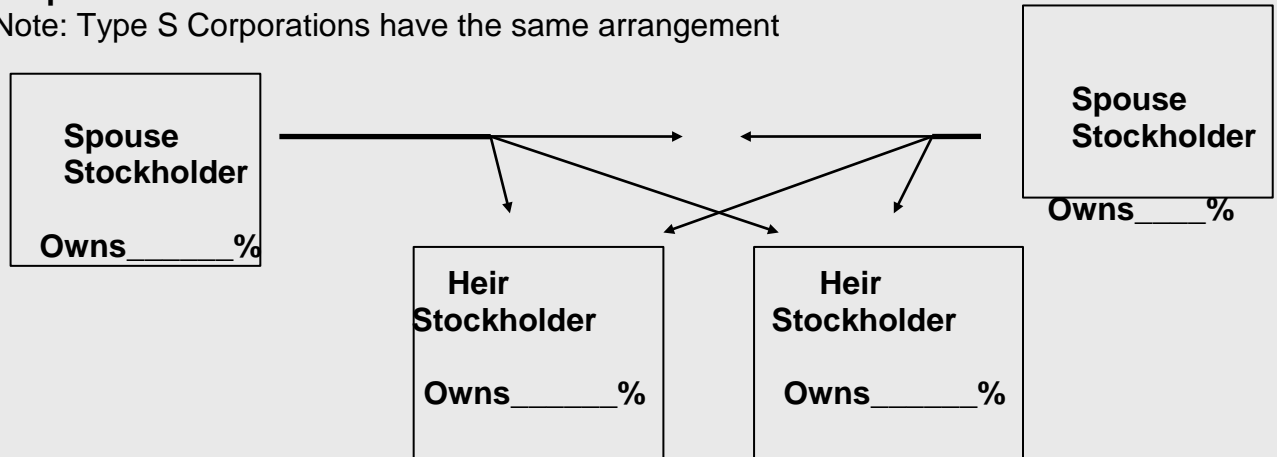 Note: Type S Corporations have the same arrangement
Spouse
Stockholder
Owns______%
Spouse
Stockholder
Owns____%
Heir
Stockholder
Owns______%
Heir
Stockholder
Owns______%